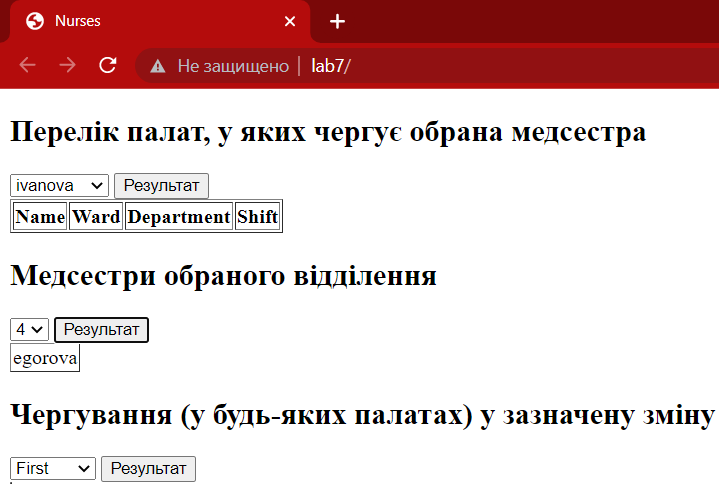 Nurses
Не защищено | lab7/
Перелік палат, у яких чергує обрана медсестра
ivanova Результат
Name Ward Department Shift
Медсестри обраного відділення
4 Результат
egorova
Чергування (у будь-яких палатах) у зазначену зміну
First Результат